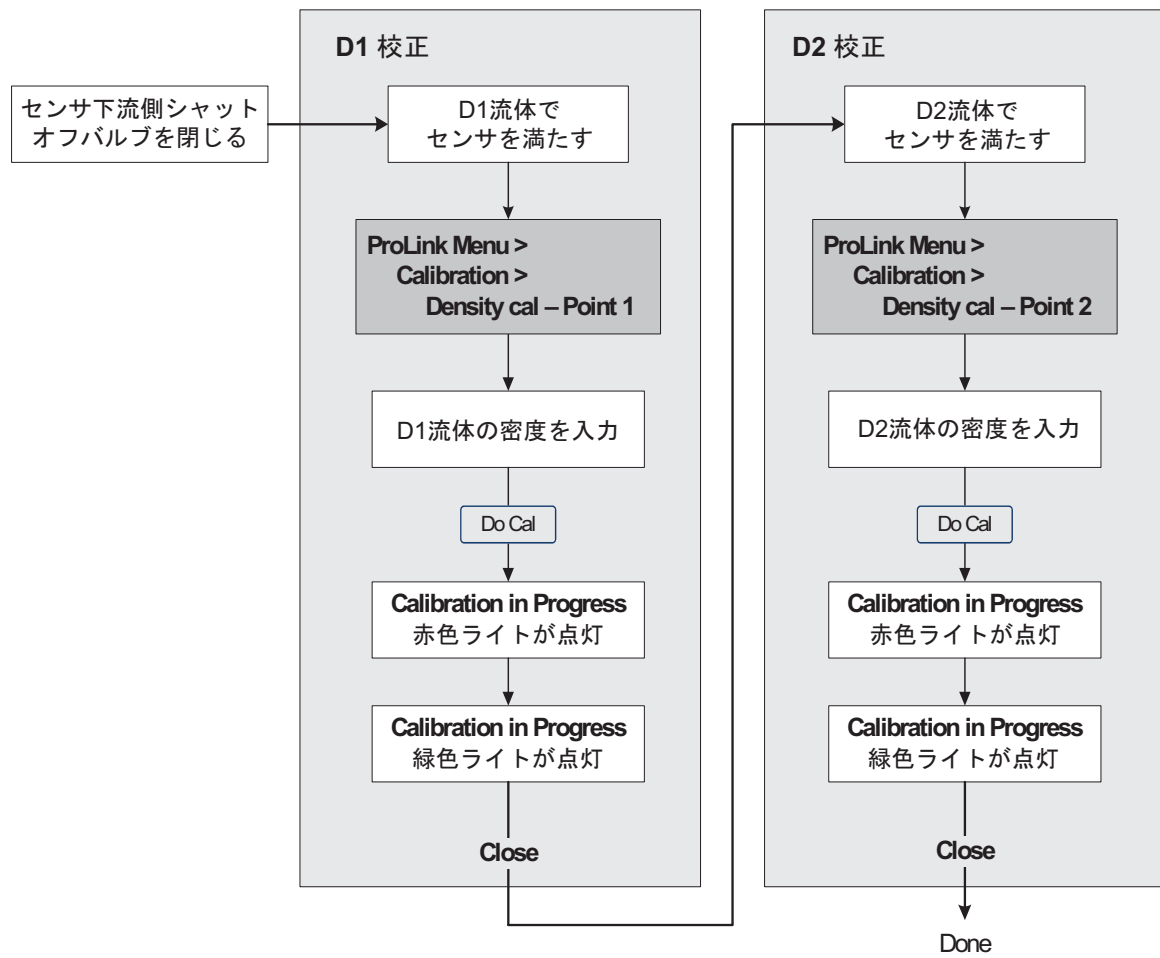 センサ下流側シャット
オフバルブを閉じる
D1 校正
D1流体で
センサを満たす
ProLink Menu >
Calibration >
Density cal – Point 1
D1流体の密度を入力
Do Cal
Calibration in Progress
赤色ライトが点灯
Calibration in Progress
緑色ライトが点灯
Close
D2 校正
D2流体で
センサを満たす
ProLink Menu >
Calibration >
Density cal – Point 2
D2流体の密度を入力
Do Cal
Calibration in Progress
赤色ライトが点灯
Calibration in Progress
緑色ライトが点灯
Close
Done